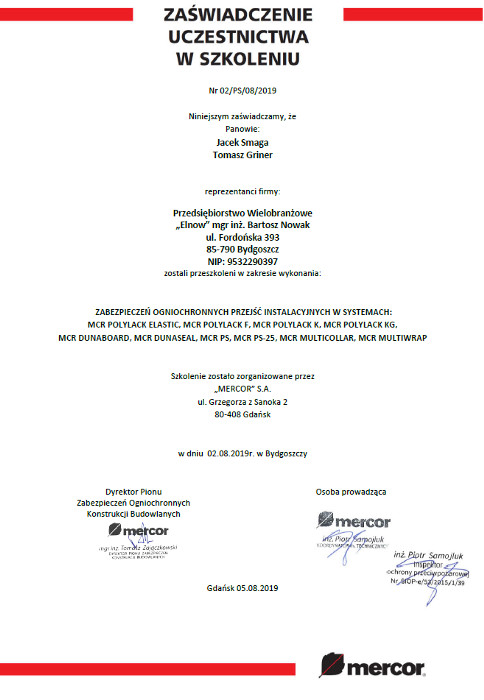 ZAŚWIADCZENIE
UCZESTNICTWA
W SZKOLENIU
Nr 02/PS/08/2019
Niniejszym zaświadczamy, że
Panowie:
Jacek Smaga
Tomasz Griner
reprezentanci firmy:
Przedsiębiorstwo Wielobranżowe
„Elnow” mgr inż. Bartosz Nowak
ul. Fordońska 393
85-790 Bydgoszcz
NIP: 9532290397
zostali przeszkoleni w zakresie wykonania:
ZABEZPIECZEŃ OGNIOCHRONNYCH PRZEJŚĆ INSTALACYJNYCH W SYSTEMACH:
MCR POLYLACK ELASTIC, MCR POLYLACK F, MCR POLYLACK K, MCR POLYLACK KG,
MCR DUNABOARD, MCR DUNASEAL, MCR PS, MCR PS-25, MCR MULTICOLLAR, MCR MULTIWRAP
Szkolenie zostało zorganizowane przez
„MERCOR” S.A.
ul. Grzegorza z Sanoka 2
80-408 Gdańsk
w dniu 02.08.2019r. w Bydgoszczy
Dyrektor Pionu
Zabezpieczeń Ogniochronnych
Konstrukcji Budowlanych
mercor
mgr inż. Tomasz
Osoba prowadząca
mercor
inż. Piotr Samojluk
inż. Piotr Samojluk
Inspektor
ochrony przeciwpożarowej
Gdańsk 05.08.2019
mercor